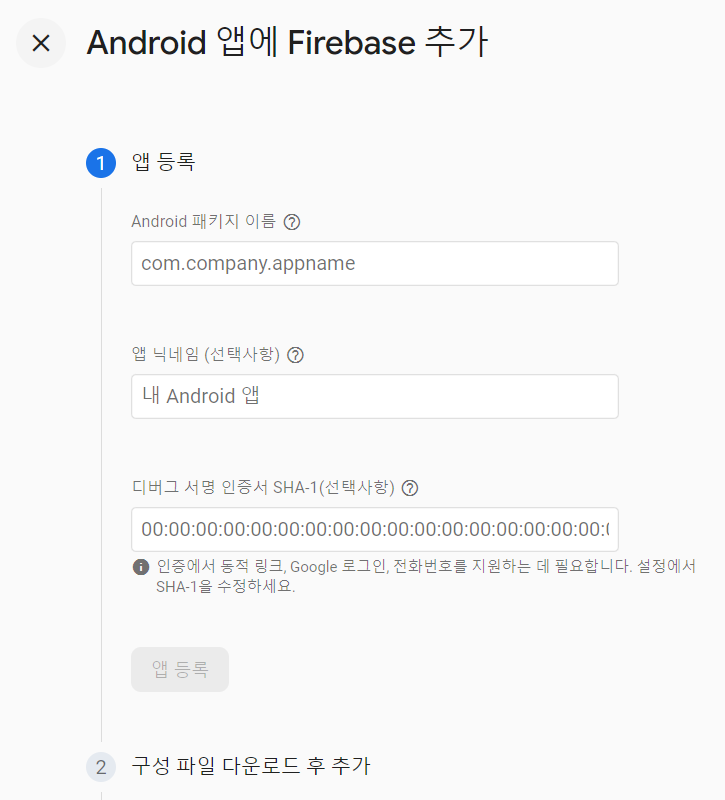 Android 앱에 Firebase 추가
1 앱 등록
Android 패키지 이름
com.company.appname
앱 닉네임 (선택사항)
내 Android 앱
디버그 서명 인증서 SHA-1(선택사항)
00:00:00:00:00:00:00:00:00:00:00:00:00:00:00:00:00:
인증에서 동적 링크, Google 로그인, 전화번호를 지원하는 데 필요합니다. 설정에서
SHA-1을 수정하세요.
앱 등록
2 구성 파일 다운로드 후 추가